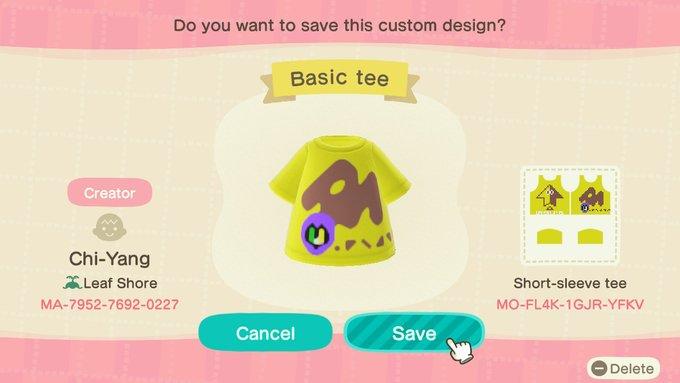 Do you want to save this custom design?
Basic tee
Creator
Chi-Yang
Leaf Shore
MA-7952-7692-0227
Short-sleeve tee
MO-FL4K-1GJR-YFKV
Cancel
Save
Delete